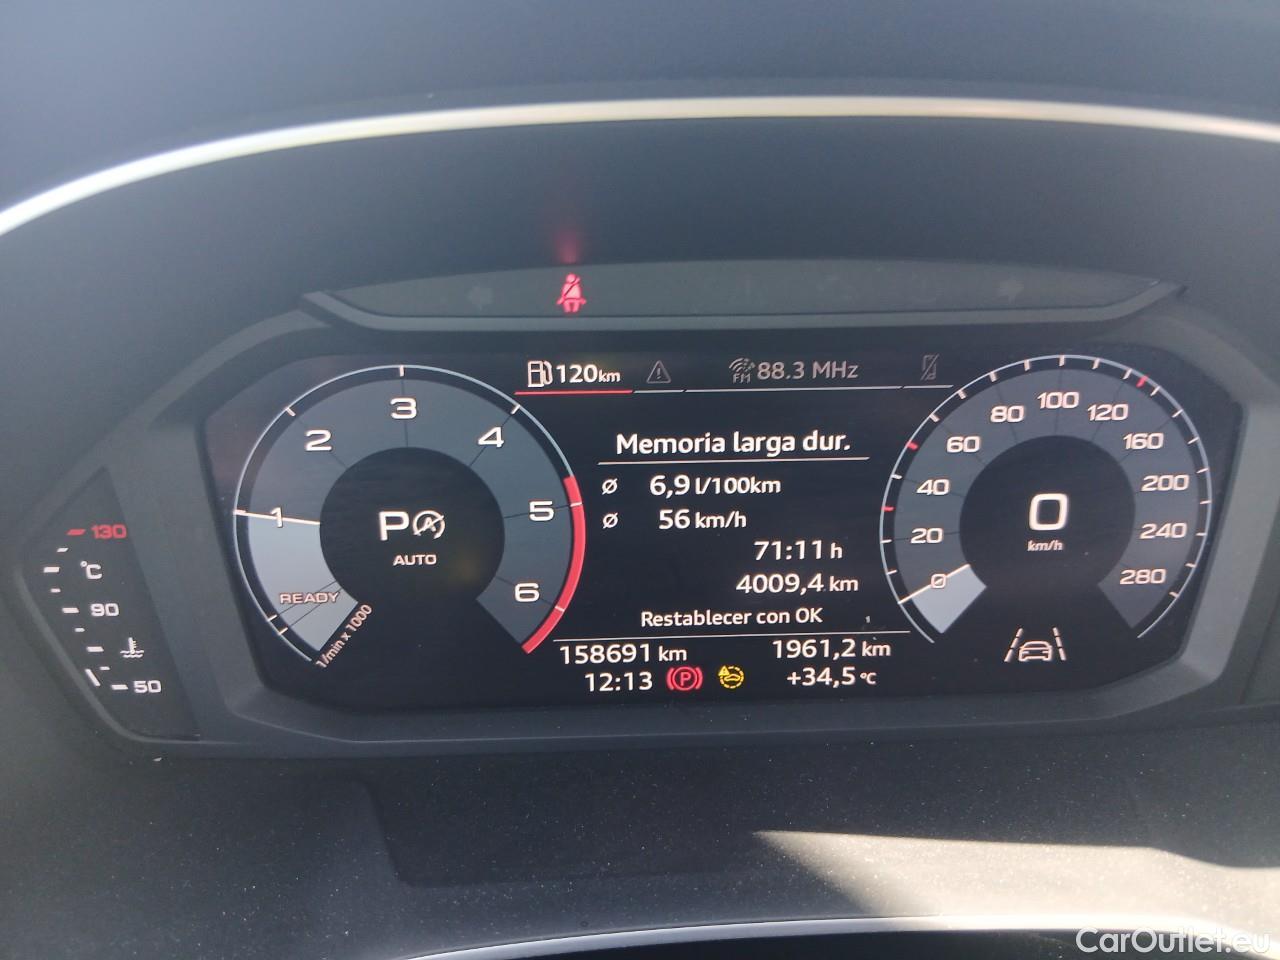 120km
FM 88.3 MHz
Memoria larga dur.
Ø 6,9 l/100km
Ø 56 km/h
71:11 h
4009,4 km
Restablecer con OK
158691 km 1961,2 km
12:13 P +34,5 °C
1 2 3 4 5 6
READY
1/min x 1000
P A
AUTO
0 20 40 60 80 100 120 160 200 240 280
0
km/h
130
°C
90
50
CarOutlet.eu